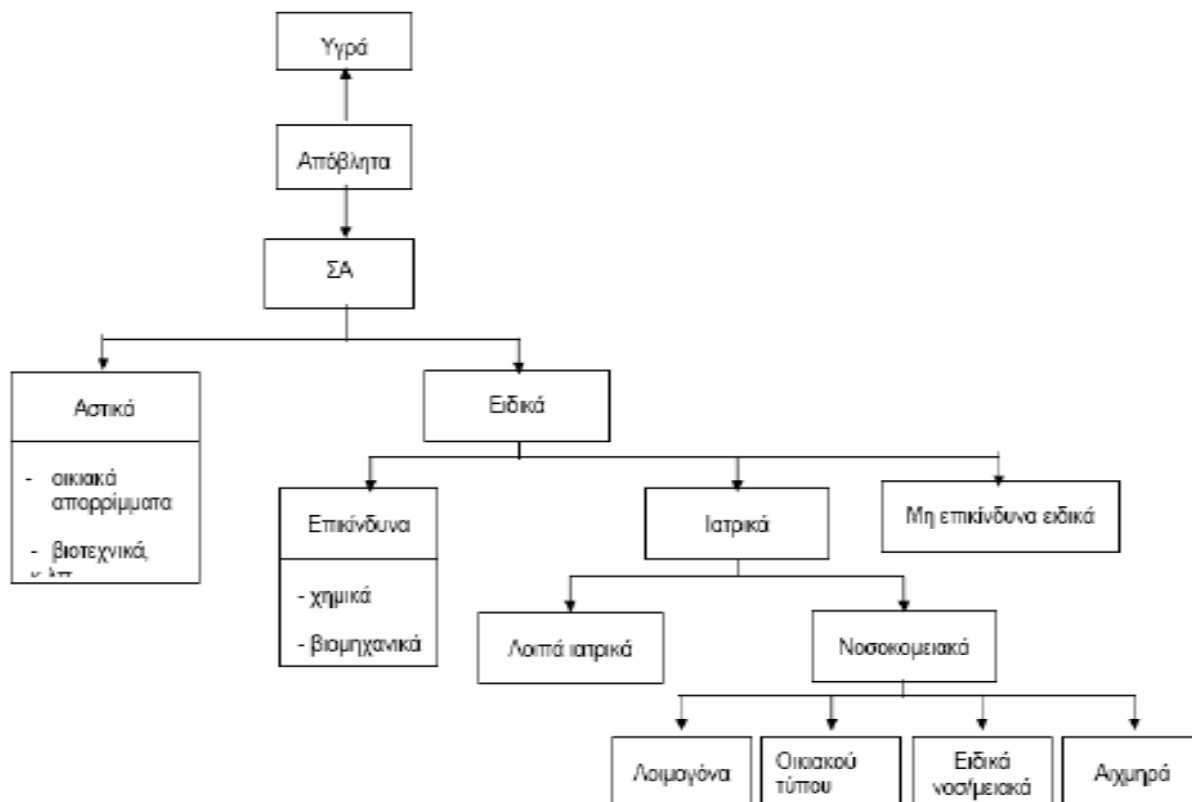 Υγρά
Απόβλητα
ΣΑ
Αστικά
- οικιακά
απορρίμματα
- βιοτεχνικά,
κ.λπ.
Ειδικά
Επικίνδυνα
- χημικά
- βιομηχανικά
Ιατρικά
Μη επικίνδυνα ειδικά
Λοιπά ιατρικά
Νοσοκομειακά
Λοιμογόνα
Οικιακού
τύπου
Ειδικά
νοσ/μειακά
Αιχμηρά